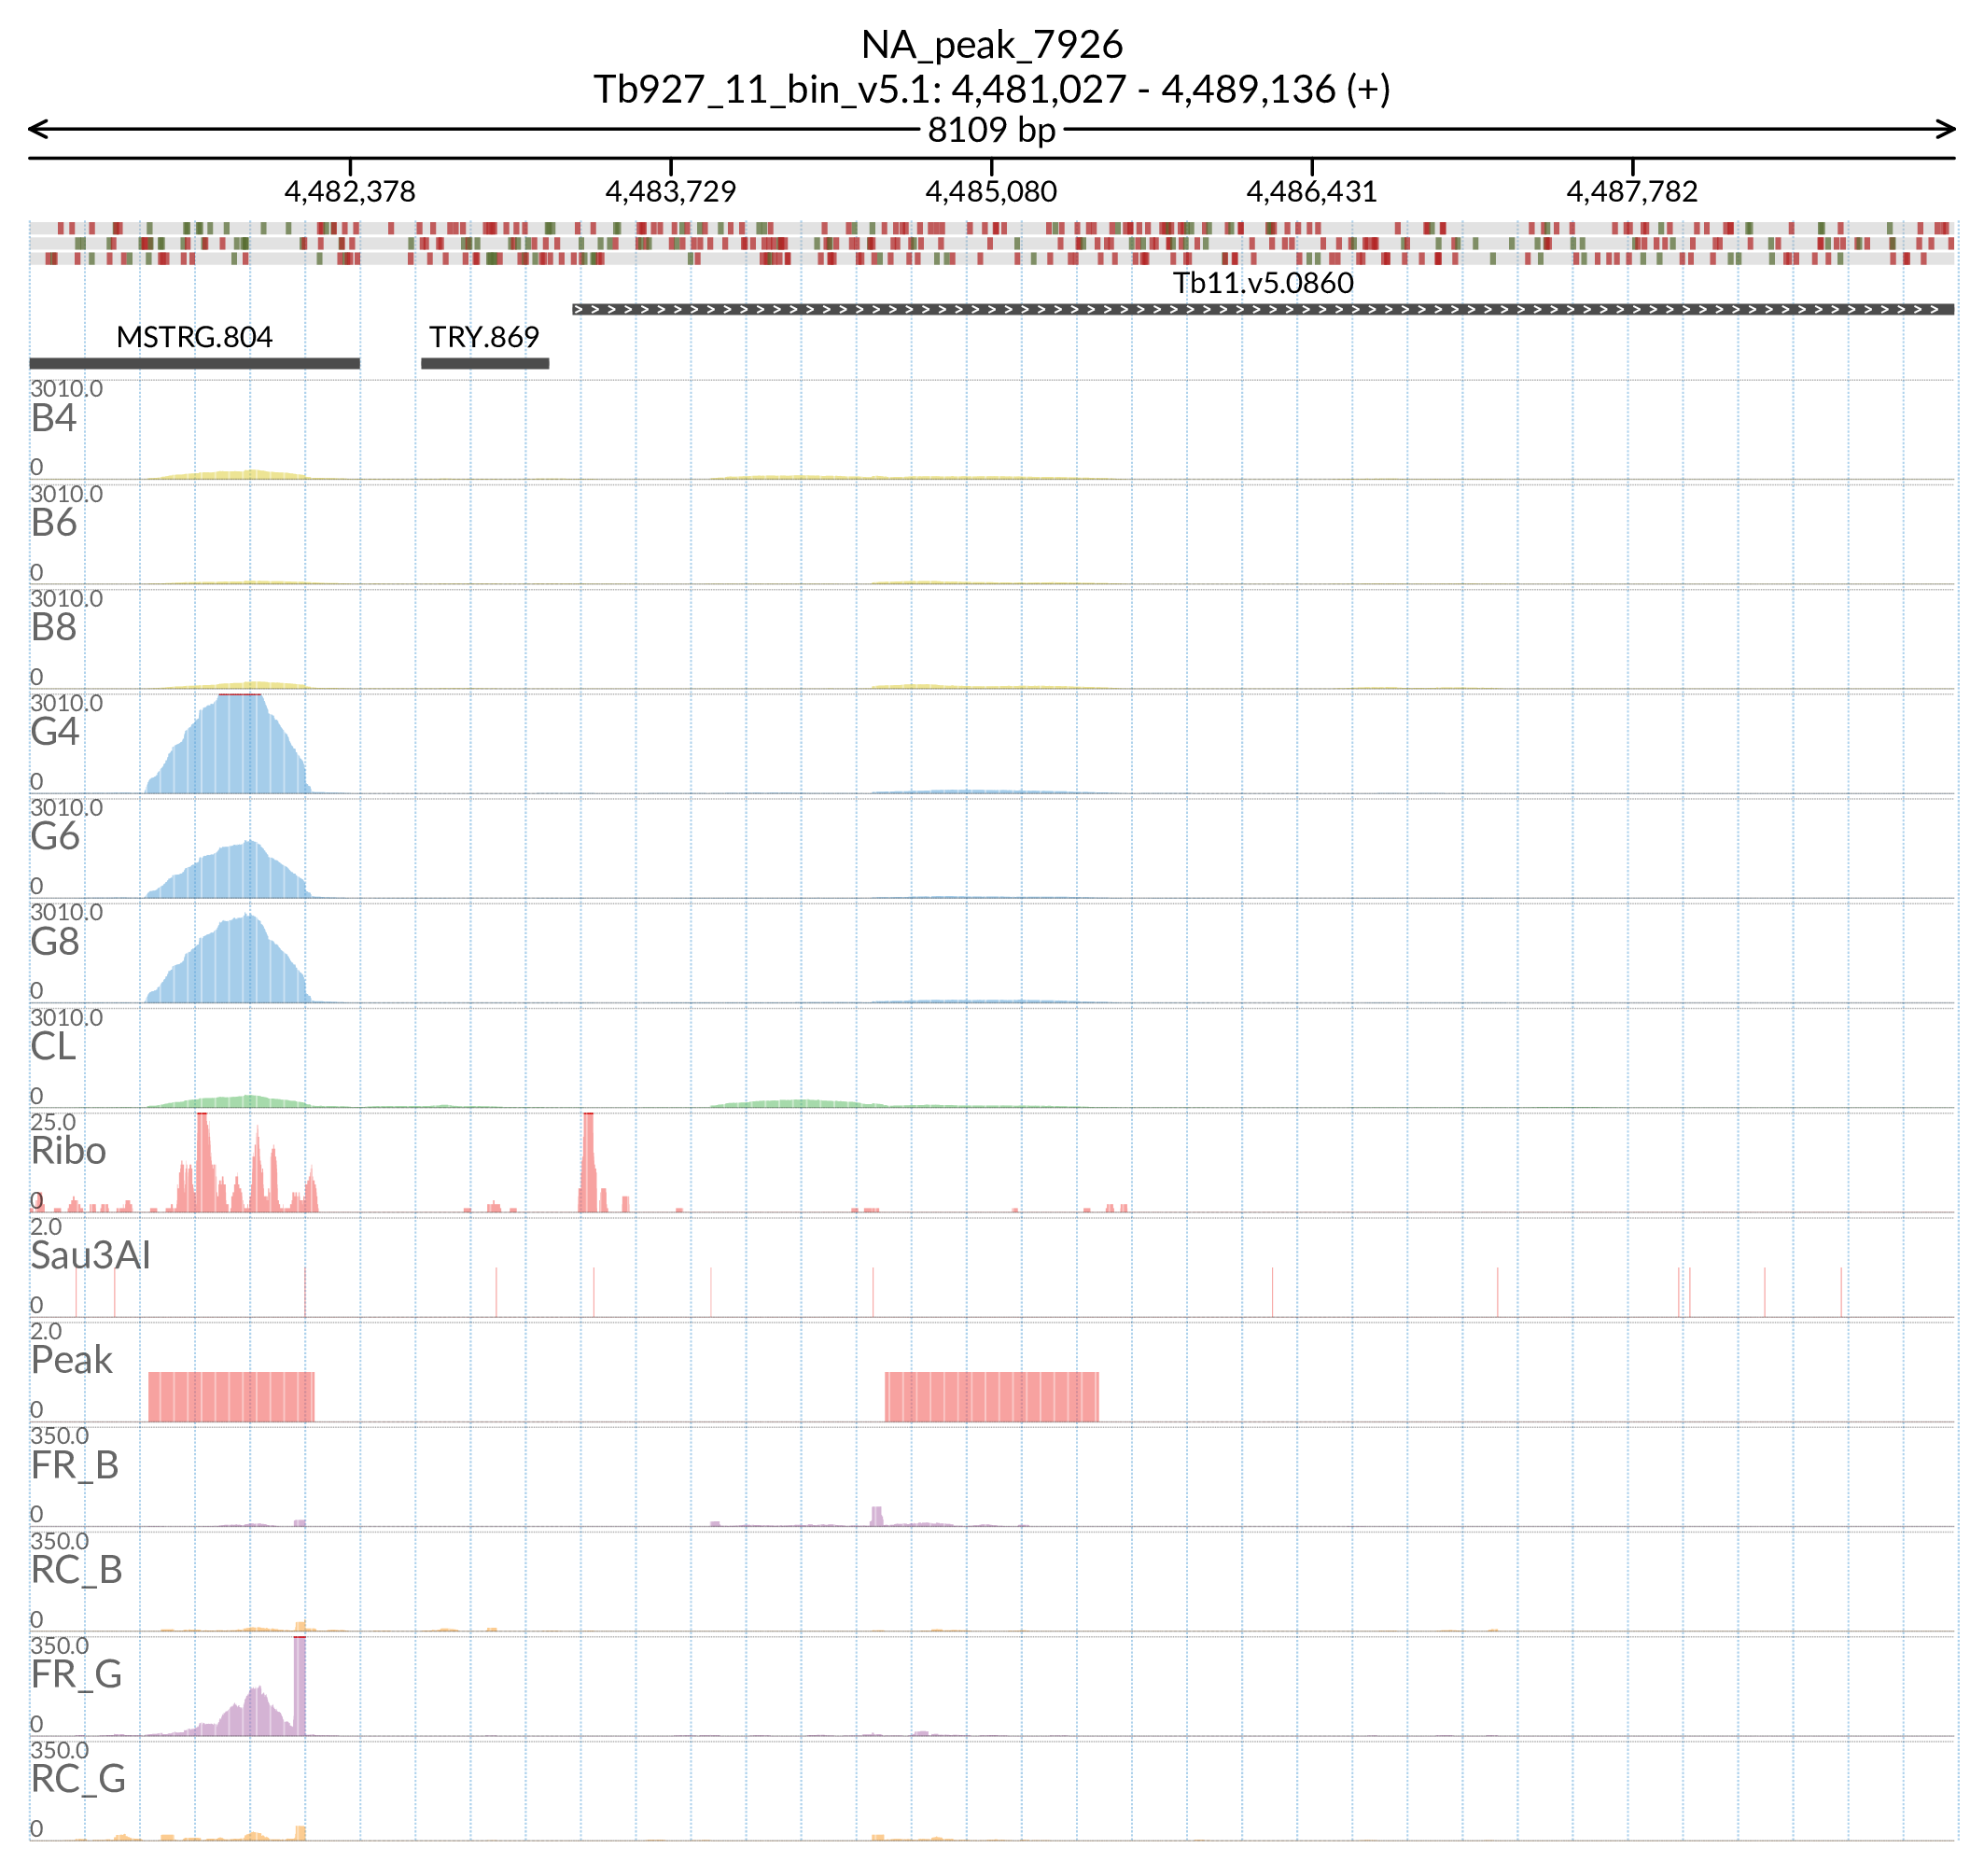 NA_peak_7926
Tb927_11_bin_v5.1: 4,481,027 - 4,489,136 (+)
8109 bp
4,482,378 4,483,729 4,485,080 4,486,431 4,487,782
Tb11.v5.0860
MSTRG.804 TRY.869
3010.0
B4
0
3010.0
B6
0
3010.0
B8
0
3010.0
G4
0
3010.0
G6
0
3010.0
G8
0
3010.0
CL
0
25.0
Ribo
0
2.0
Sau3AI
0
2.0
Peak
0
350.0
FR_B
0
350.0
RC_B
0
350.0
FR_G
0
350.0
RC_G
0